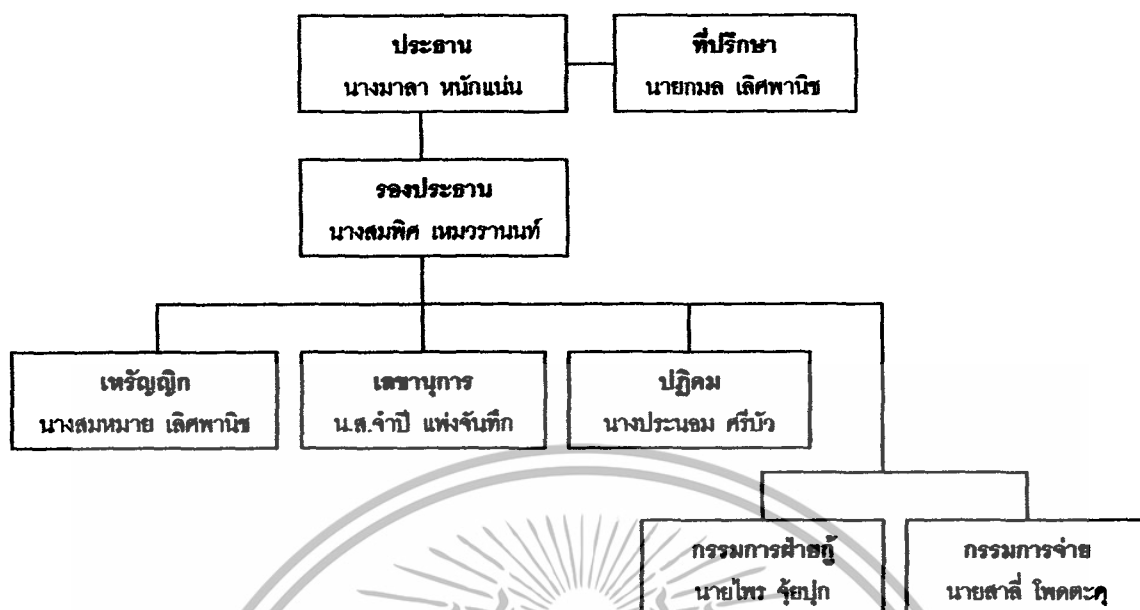 ประธาน
นางมาลา หนักแน่น
ที่ปรึกษา
นายกมล เลิศพานิช
รองประธาน
นางสมพิศ เหมวรานนท์
เหรัญญิก
นางสมหมาย เลิศพานิช
เลขานุการ
น.ส.จำปี แพ่งจันทึก
ปฏิคม
นางประนอม ศรีบัว
กรรมการฝ่ายกู้
นายไพร จุ้ยปุก
กรรมการจ่าย
นายสาลี่ โพดตะคุ